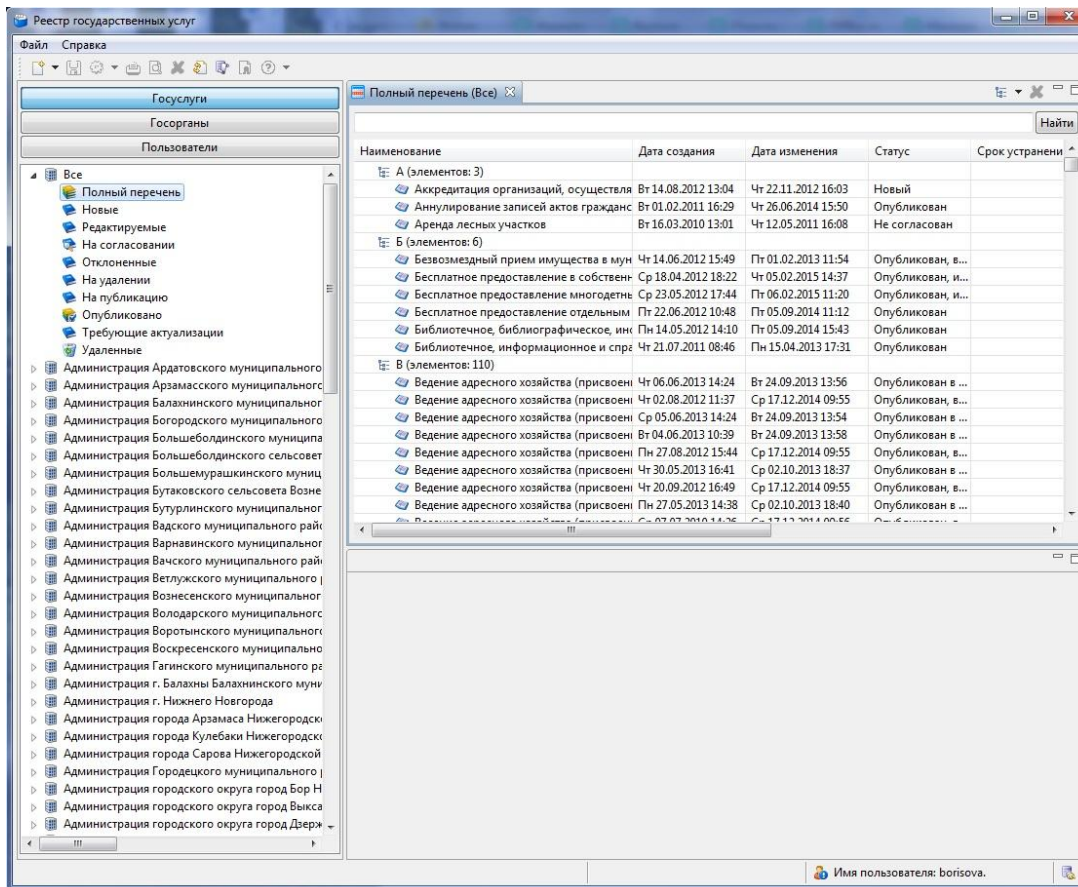 Реестр государственных услуг
Файл Справка
Госуслуги
Госорганы
Пользователи
Все
Полный перечень
Новые
Редактируемые
На согласовании
Отклоненные
На удалении
На публикацию
Опубликовано
Требующие актуализации
Удаленные
Администрация Ардатовского муниципального
Администрация Арзамасского муниципальногс
Администрация Балахнинского муниципальног
Администрация Богородского муниципального
Администрация Большеболдинского муниципа
Администрация Большеболдинского сельсовет
Администрация Большемурашкинского муниц
Администрация Бутаковского сельсовета Возне
Администрация Бутурлинского муниципальног
Администрация Вадского муниципального райс
Администрация Варнавинского муниципальног
Администрация Вачского муниципального райс
Администрация Ветлужского муниципального
Администрация Вознесенского муниципальног
Администрация Володарского муниципальногс
Администрация Воротынского муниципальногс
Администрация Воскресенского муниципально
Администрация Гагинского муниципального ра
Администрация г. Балахны Балахнинского муни
Администрация г. Нижнего Новгорода
Администрация города Арзамаса Нижегородск
Администрация города Кулебаки Нижегородск
Администрация города Сарова Нижегородской
Администрация Городецкого муниципального
Администрация городского округа город Бор Н
Администрация городского округа город Выкса
Администрация городского округа город Дзерж
Полный перечень (Все)
Найти
Наименование Дата создания Дата изменения Статус Срок устранени
А (элементов: 3)
Аккредитация организаций, осуществля Вт 14.08.2012 13:04 Чт 22.11.2012 16:03 Новый
Аннулирование записей актов гражданс Вт 01.02.2011 16:29 Чт 26.06.2014 15:50 Опубликован
Аренда лесных участков Вт 16.03.2010 13:01 Чт 12.05.2011 16:08 Не согласован
Б (элементов: 6)
Безвозмездный прием имущества в мун Чт 14.06.2012 15:49 Пт 01.02.2013 11:54 Опубликован, в...
Бесплатное предоставление в собственн Ср 18.04.2012 18:22 Чт 05.02.2015 14:37 Опубликован, и...
Бесплатное предоставление многодетнь Ср 23.05.2012 17:44 Пт 06.02.2015 11:20 Опубликован, и...
Бесплатное предоставление отдельным Пт 22.06.2012 10:48 Пт 05.09.2014 11:12 Опубликован
Библиотечное, библиографическое, инс Пн 14.05.2012 14:10 Пт 05.09.2014 15:43 Опубликован
Библиотечное, информационное и спра Чт 21.07.2011 08:46 Пн 15.04.2013 17:31 Опубликован
В (элементов: 110)
Ведение адресного хозяйства (присвоен Чт 06.06.2013 14:24 Вт 24.09.2013 13:56 Опубликован в ...
Ведение адресного хозяйства (присвоен Чт 02.08.2012 11:37 Ср 17.12.2014 09:55 Опубликован, в...
Ведение адресного хозяйства (присвоен Ср 05.06.2013 14:24 Вт 24.09.2013 13:54 Опубликован в ...
Ведение адресного хозяйства (присвоен Вт 04.06.2013 10:39 Вт 24.09.2013 13:58 Опубликован в ...
Ведение адресного хозяйства (присвоен Пн 27.08.2012 15:44 Ср 17.12.2014 09:55 Опубликован, в...
Ведение адресного хозяйства (присвоен Чт 30.05.2013 16:41 Ср 02.10.2013 18:37 Опубликован в ...
Ведение адресного хозяйства (присвоен Чт 20.09.2012 16:49 Ср 17.12.2014 09:55 Опубликован, в...
Ведение адресного хозяйства (присвоен Пн 27.05.2013 14:38 Ср 02.10.2013 18:40 Опубликован в ...
Имя пользователя: borisova.